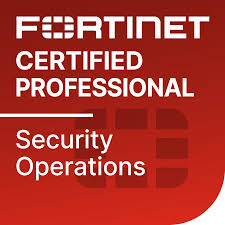 FORTINET
CERTIFIED
PROFESSIONAL
Security
Operations